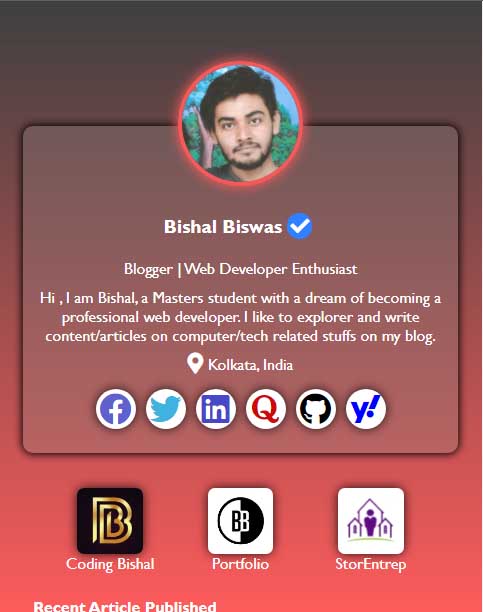 Bishal Biswas
Blogger | Web Developer Enthusiast
Hi , I am Bishal, a Masters student with a dream of becoming a
professional web developer. I like to explorer and write
content/articles on computer/tech related stuffs on my blog.
Kolkata, India
f in Q y!
B BB
Coding Bishal Portfolio StorEntrep
Recent Article Published